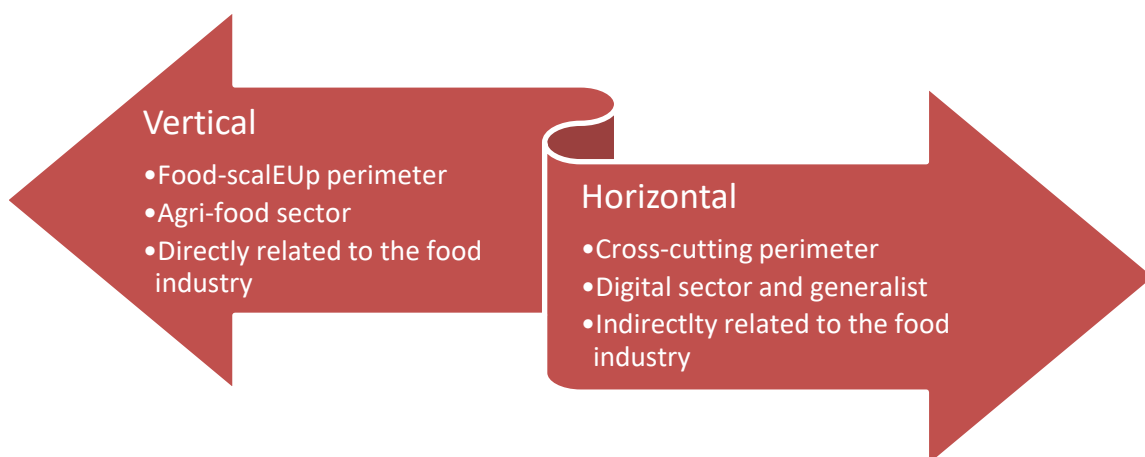 Vertical
•Food-scalEUp perimeter
•Agri-food sector
•Directly related to the food
industry
Horizontal
•Cross-cutting perimeter
•Digital sector and generalist
•Indirectlty related to the food
industry